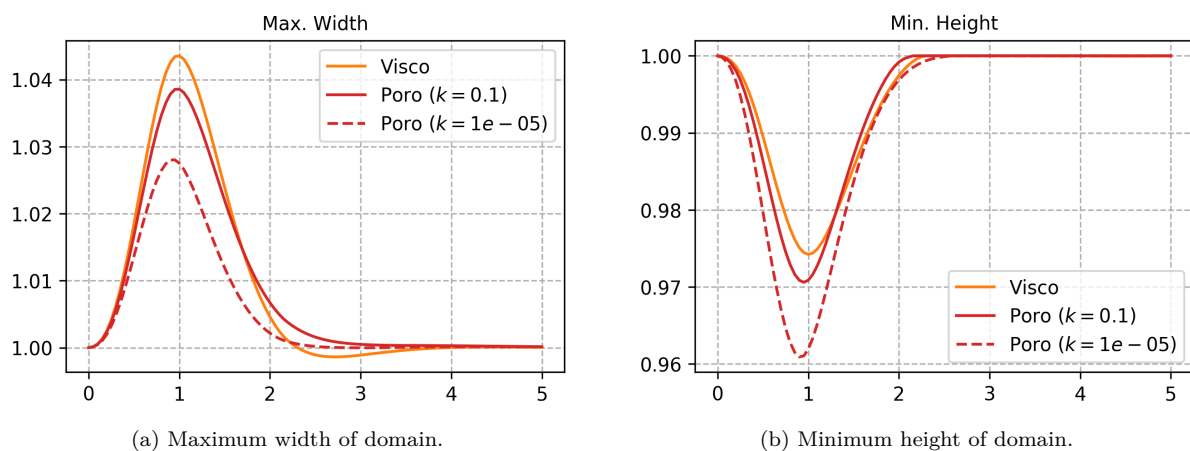 Max. Width
1.04
1.03
1.02
1.01
1.00
0 1 2 3 4 5
Visco
Poro (k = 0.1)
Poro (k = 1e − 05)
(a) Maximum width of domain.
Min. Height
1.00
0.99
0.98
0.97
0.96
0 1 2 3 4 5
Visco
Poro (k = 0.1)
Poro (k = 1e − 05)
(b) Minimum height of domain.